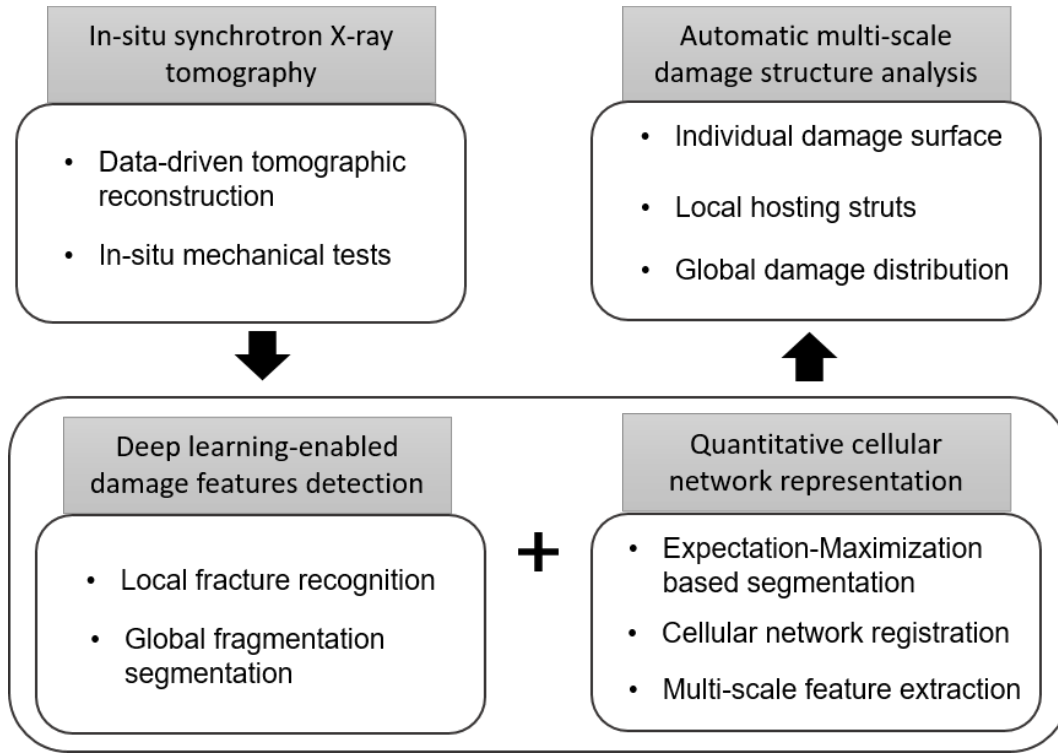 In-situ synchrotron X-ray
tomography
• Data-driven tomographic
reconstruction
• In-situ mechanical tests
Automatic multi-scale
damage structure analysis
• Individual damage surface
• Local hosting struts
• Global damage distribution
Deep learning-enabled
damage features detection
• Local fracture recognition
• Global fragmentation
segmentation
+
Quantitative cellular
network representation
• Expectation-Maximization
based segmentation
• Cellular network registration
• Multi-scale feature extraction